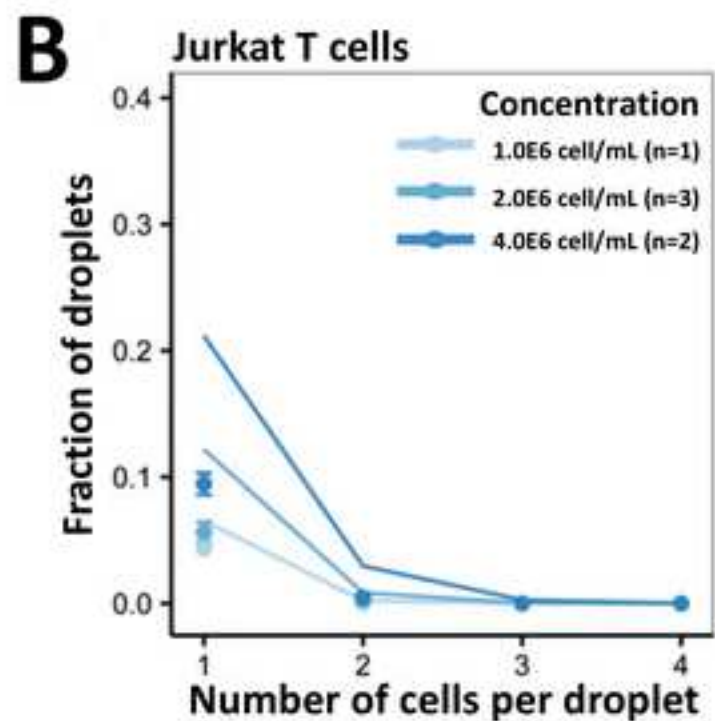 B
Jurkat T cells
Concentration
1.0E6 cell/mL (n=1)
2.0E6 cell/mL (n=3)
4.0E6 cell/mL (n=2)
Fraction of droplets
0.4
0.3
0.2
0.1
0.0
1 2 3 4
Number of cells per droplet